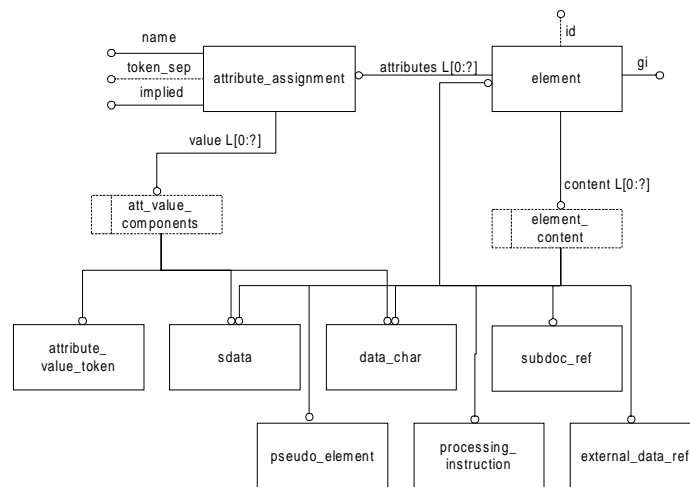 id
name
token_sep
implied
attribute_assignment
attributes L[0:?]
element
gi
value L[0:?]
content L[0:?]
att_value_
components
element_
content
attribute_
value_token
sdata
data_char
subdoc_ref
pseudo_element
processing_
instruction
external_data_ref